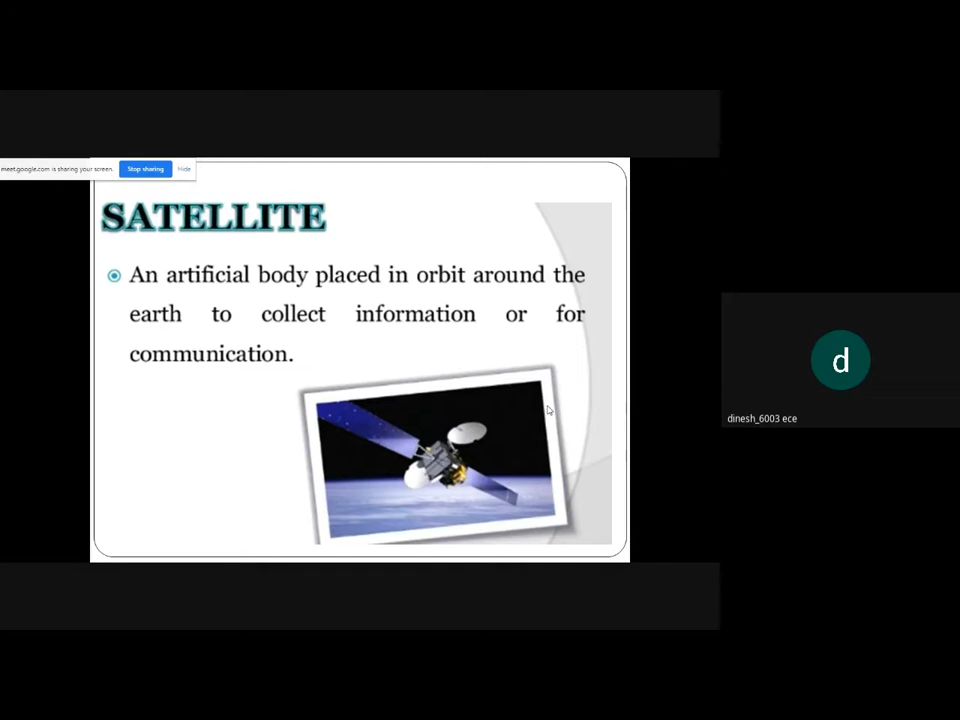 meet.google.com is sharing your screen. Stop sharing Hide
SATELLITE
An artificial body placed in orbit around the
earth to collect information or for
communication.
d
dinesh_6003 ece